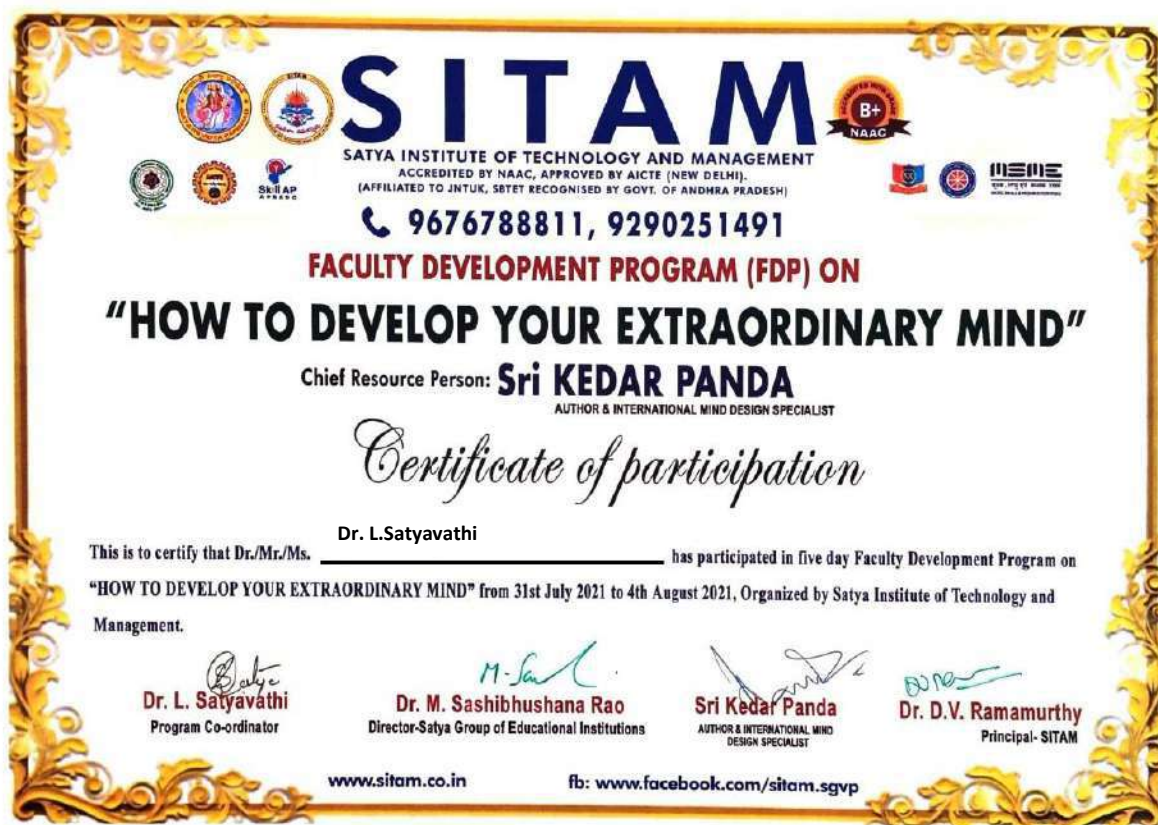 SITAM
B+
NAAC
SATYA INSTITUTE OF TECHNOLOGY AND MANAGEMENT
ACCREDITED BY NAAC, APPROVED BY AICTE (NEW DELHI).
(AFFILIATED TO JNTUK, SBTET RECOGNISED BY GOVT. OF ANDHRA PRADESH)
Skill AP
MSME
9676788811, 9290251491
FACULTY DEVELOPMENT PROGRAM (FDP) ON
"HOW TO DEVELOP YOUR EXTRAORDINARY MIND"
Chief Resource Person: Sri KEDAR PANDA
AUTHOR & INTERNATIONAL MIND DESIGN SPECIALIST
Certificate of participation
Dr. L.Satyavathi
This is to certify that Dr./Mr./Ms. has participated in five day Faculty Development Program on
"HOW TO DEVELOP YOUR EXTRAORDINARY MIND" from 31st July 2021 to 4th August 2021, Organized by Satya Institute of Technology and
Management.
Dr. L. Satyavathi
Program Co-ordinator
Dr. M. Sashibhushana Rao
Director-Satya Group of Educational Institutions
Sri Kedar Panda
AUTHOR & INTERNATIONAL MIND
DESIGN SPECIALIST
Dr. D.V. Ramamurthy
Principal- SITAM
www.sitam.co.in
fb: www.facebook.com/sitam.sgvp